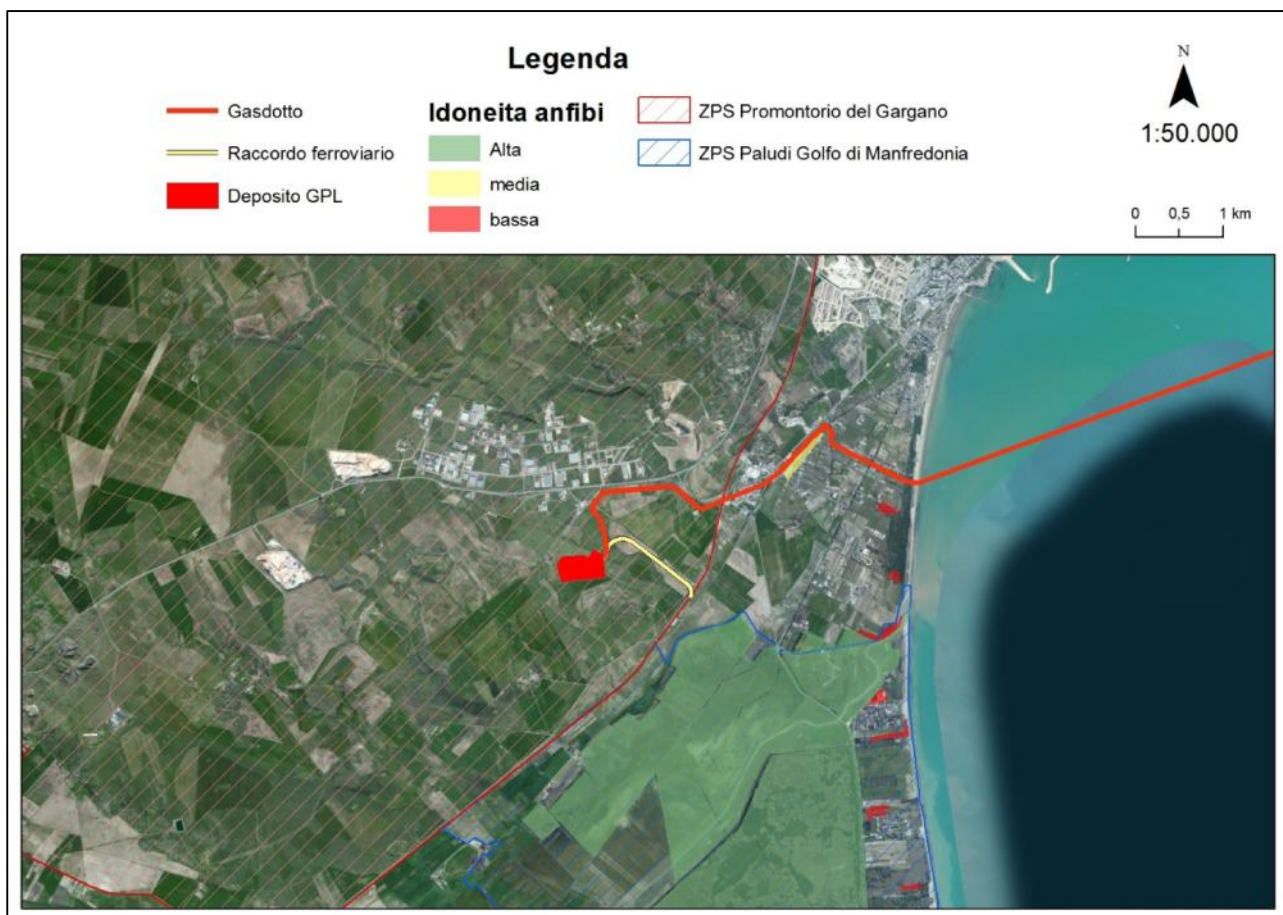 Legenda
Gasdotto
Raccordo ferroviario
Deposito GPL
Idoneita anfibi
Alta
media
bassa
ZPS Promontorio del Gargano
ZPS Paludi Golfo di Manfredonia
N
1:50.000
0 0,5 1 km